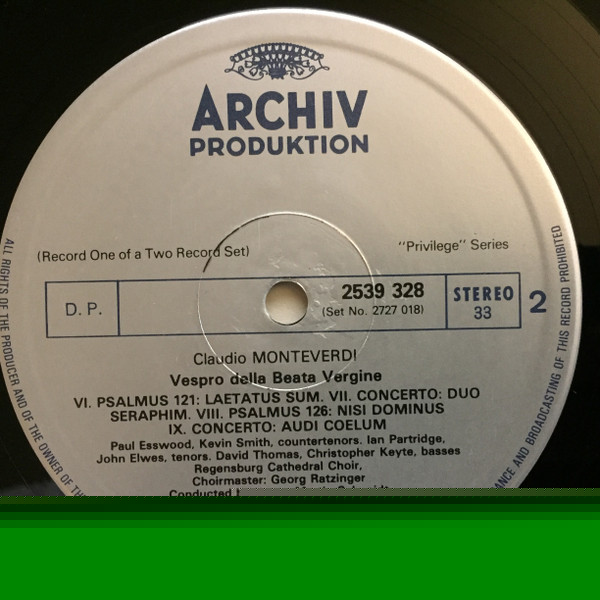 ARCHIV
PRODUKTION
(Record One of a Two Record Set)
"Privilege" Series
D. P.
2539 328
(Set No. 2727 018)
STEREO
33
2
Claudio MONTEVERDI
Vespro della Beata Vergine
VI. PSALMUS 121: LAETATUS SUM. VII. CONCERTO: DUO
SERAPHIM. VIII. PSALMUS 126: NISI DOMINUS
IX. CONCERTO: AUDI COELUM
Paul Esswood, Kevin Smith, countertenors. Ian Partridge,
John Elwes, tenors. David Thomas, Christopher Keyte, basses
Regensburg Cathedral Choir,
Choirmaster: Georg Ratzinger
Conducted
ALL RIGHTS OF THE PRODUCER AND OF THE OWNER OF
AND BROADCASTING OF THIS RECORD PROHIBITED